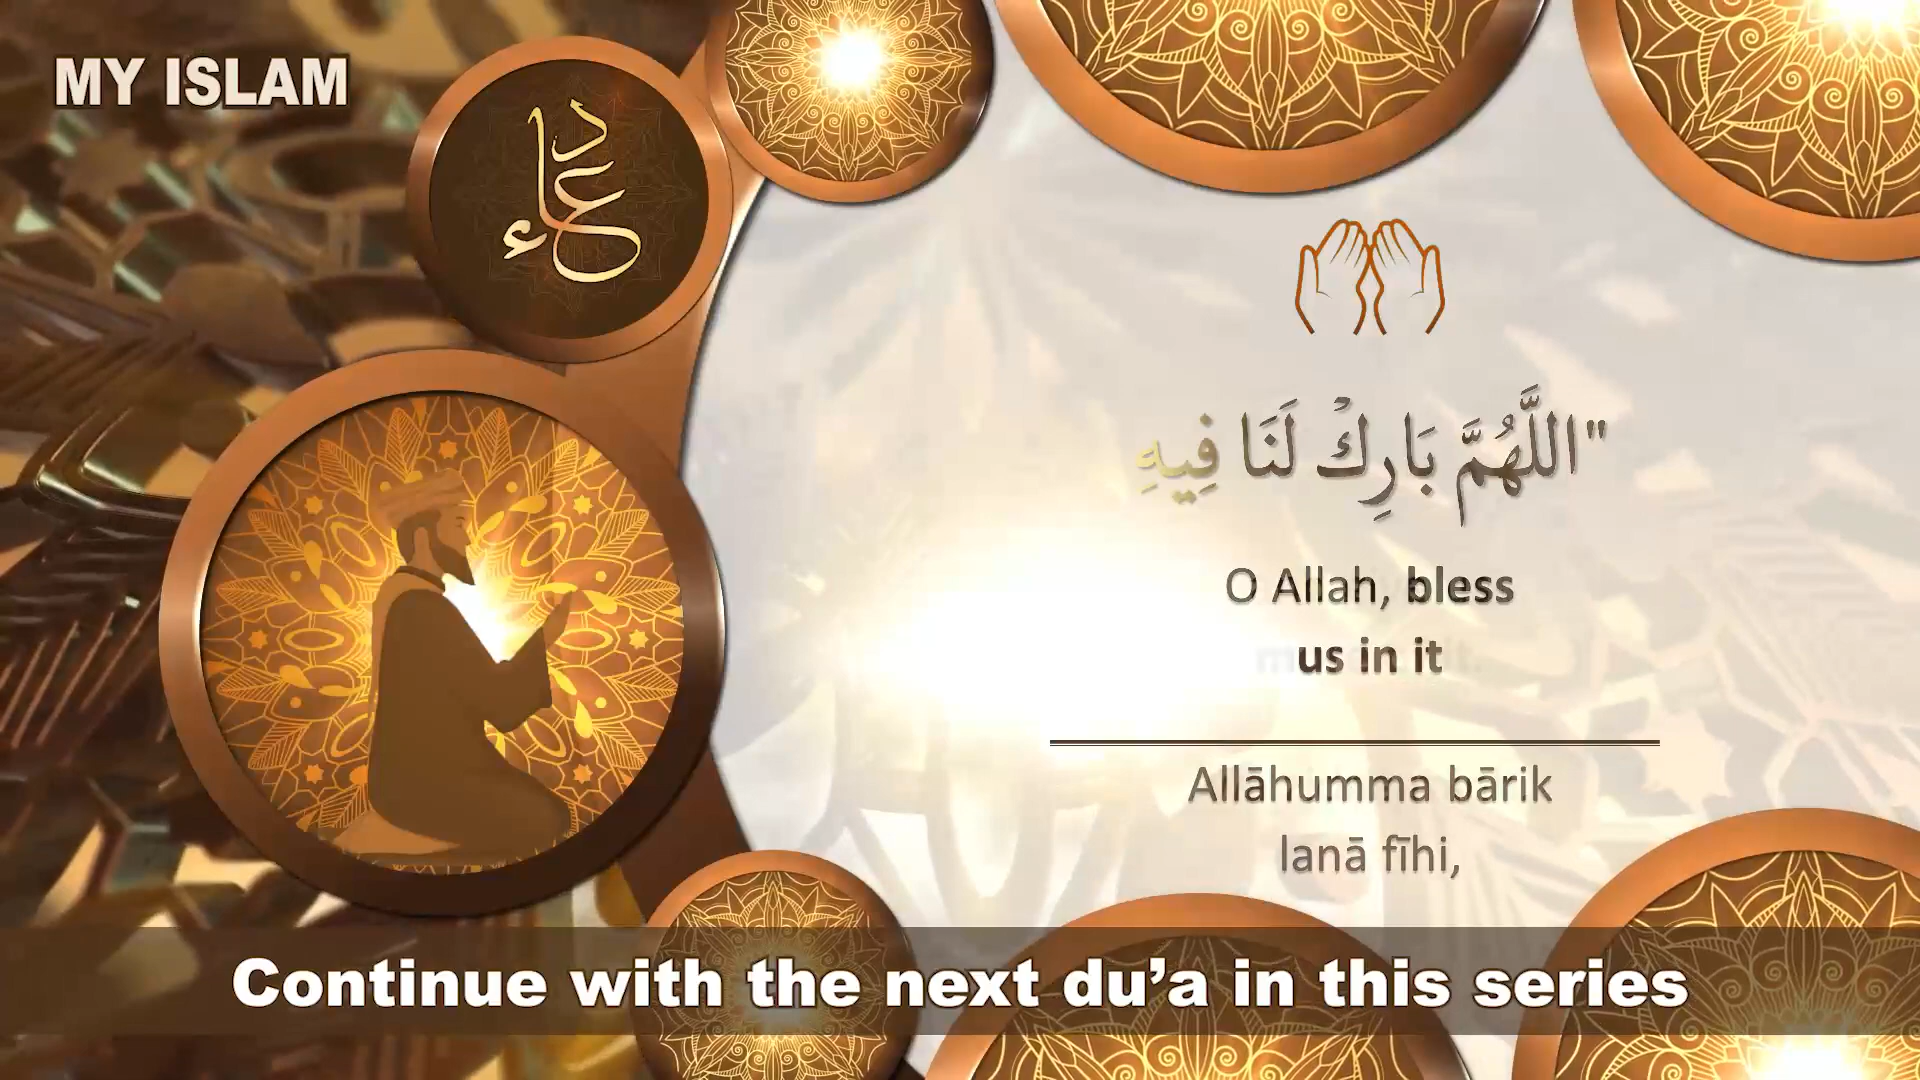 MY ISLAM
دعاء
"اللَّهُمَّ بَارِكْ لَنَا فِيهِ
O Allah, bless
us in it
Allāhumma bārik
lanā fīhi,
Continue with the next du’a in this series